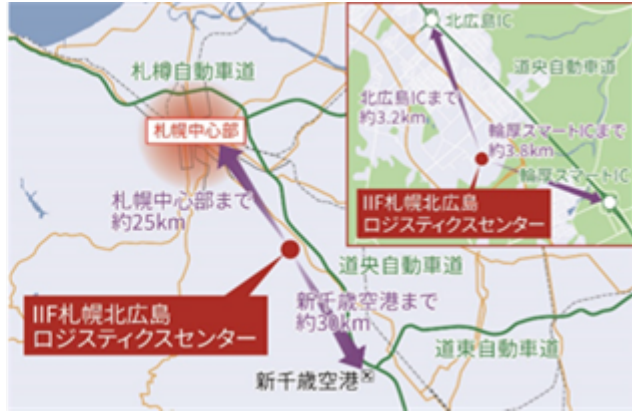 札樽自動車道
札幌中心部
札幌中心部まで
約25km
道央自動車道
IIF札幌北広島
ロジスティクスセンター
新千歳空港まで
約30km
道東自動車道
新千歳空港
北広島IC
道央自動車道
北広島ICまで
約3.2km
輪厚スマートICまで
約3.8km
輪厚スマートIC
IIF札幌北広島
ロジスティクスセンター